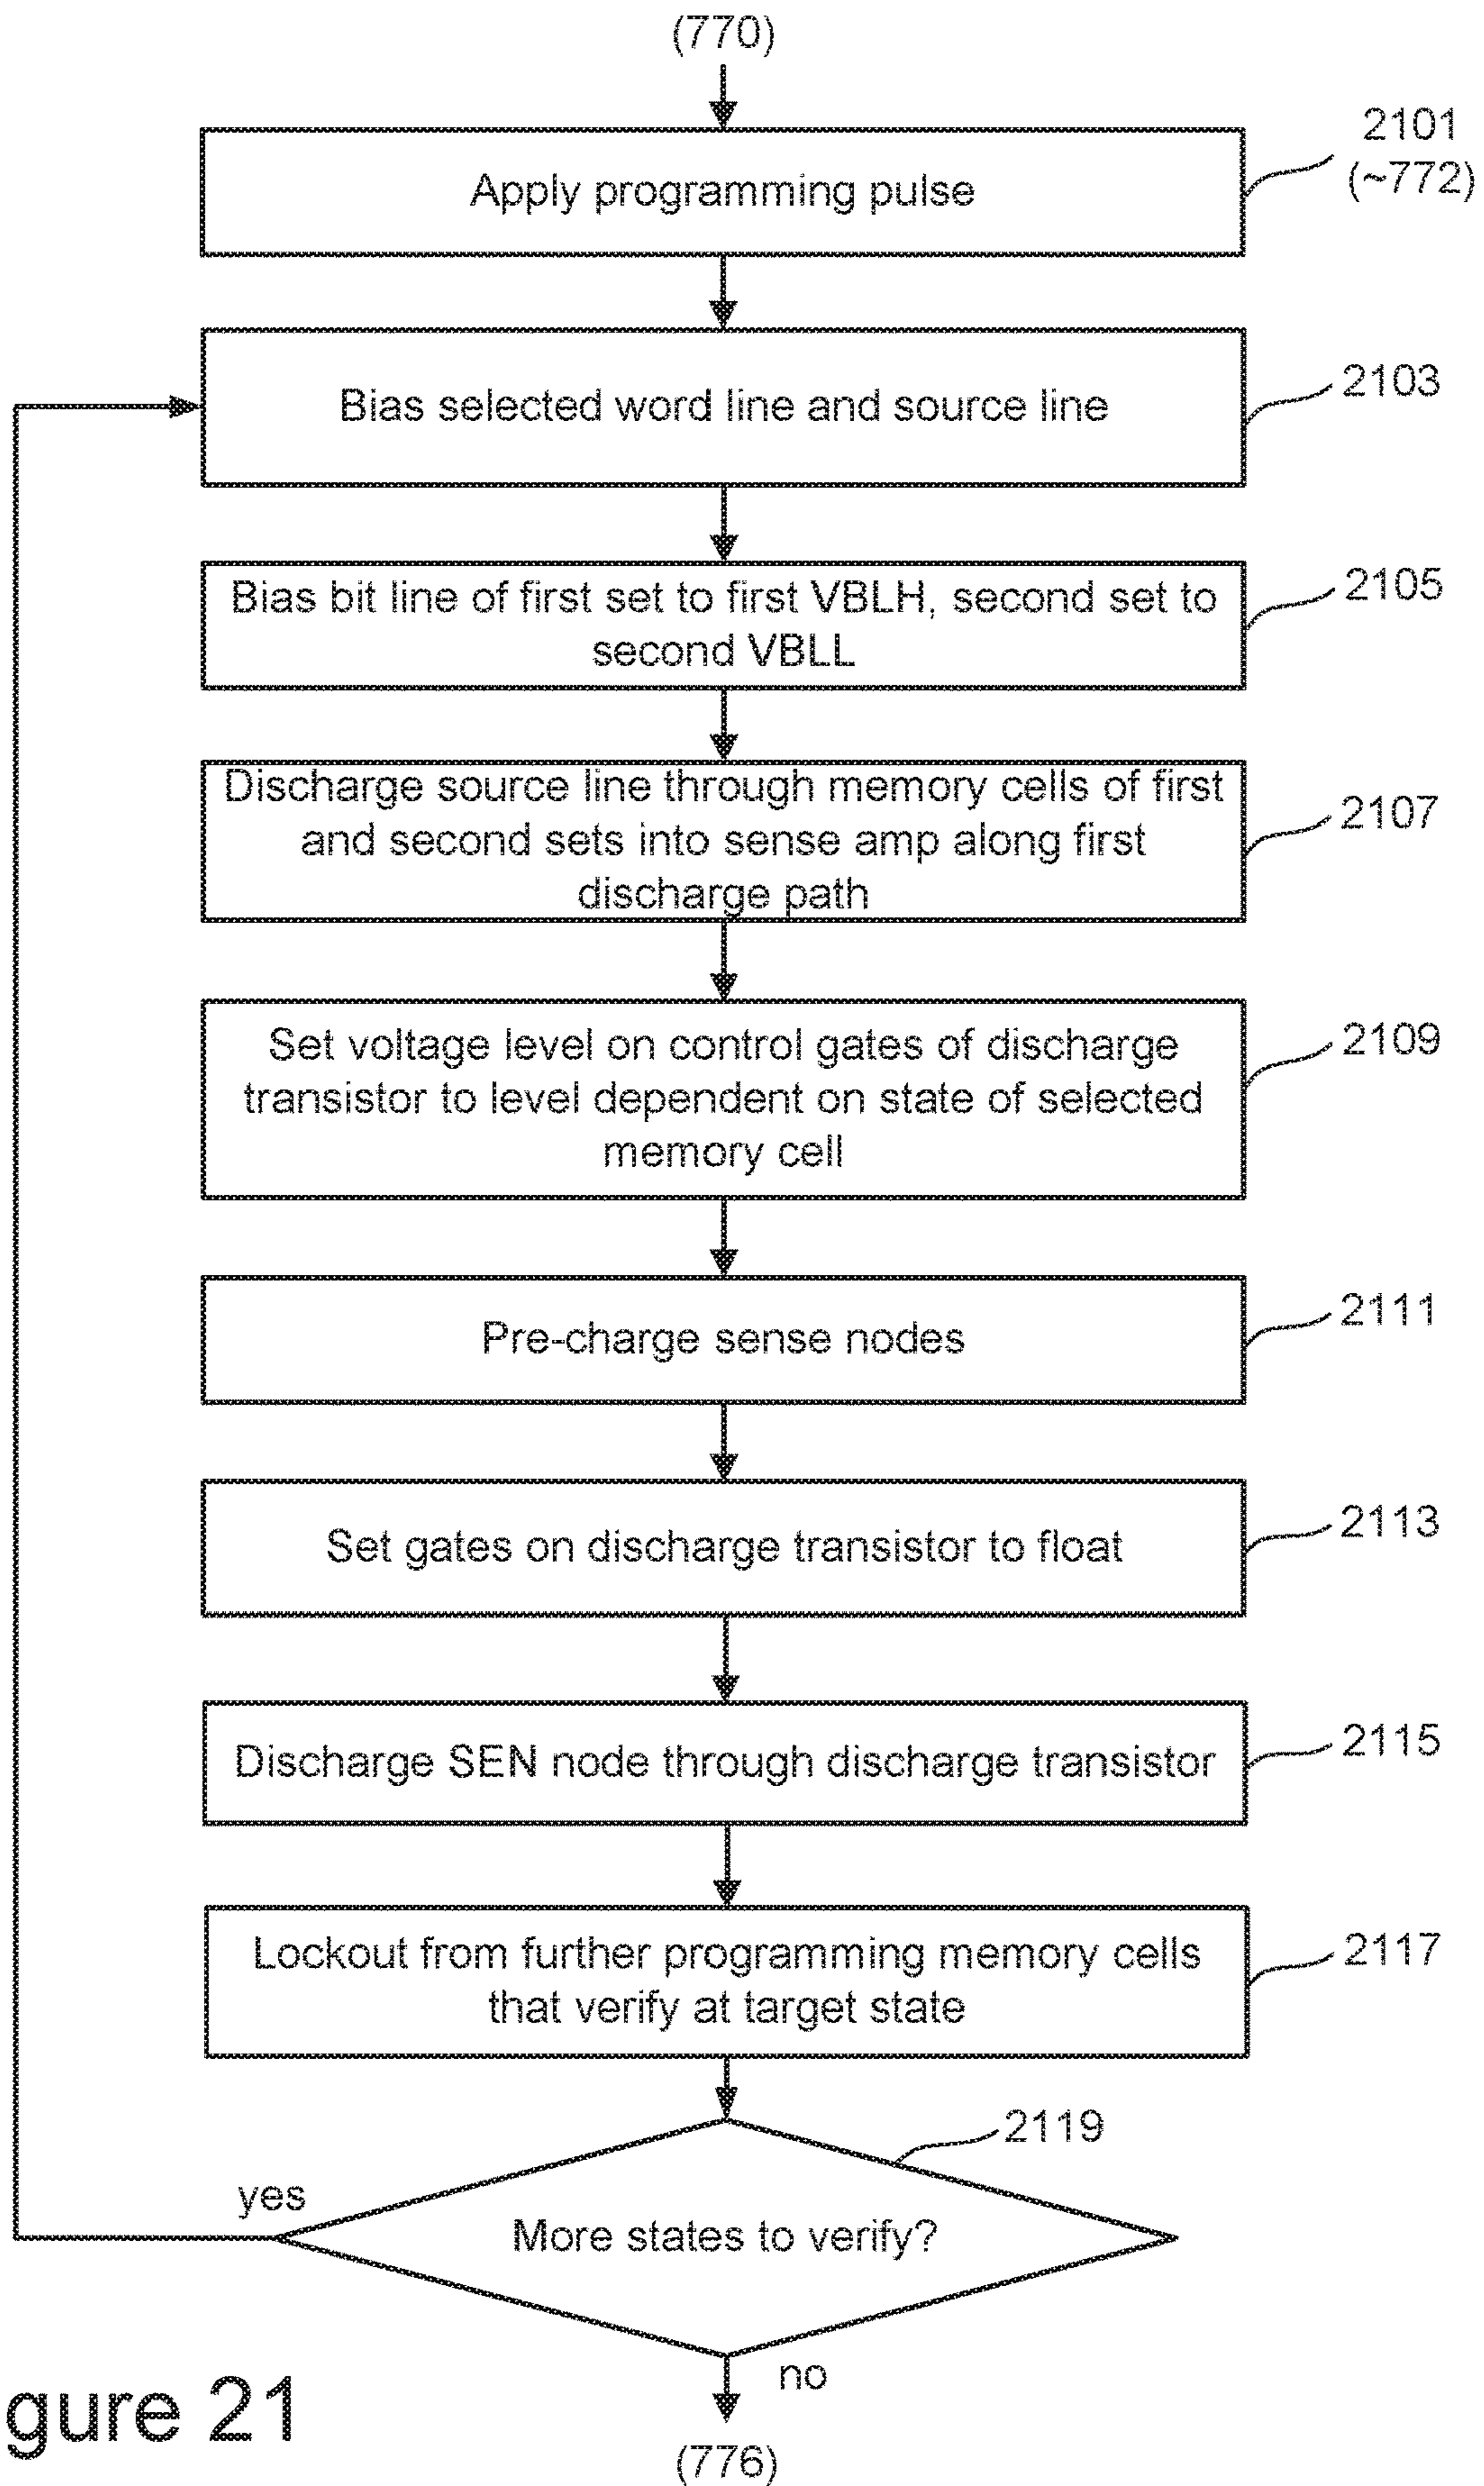 (770)
Apply programming pulse
2101
(~772)
Bias selected word line and source line
2103
Bias bit line of first set to first VBLH, second set to
second VBLL
2105
Discharge source line through memory cells of first
and second sets into sense amp along first
discharge path
2107
Set voltage level on control gates of discharge
transistor to level dependent on state of selected
memory cell
2109
Pre-charge sense nodes
2111
Set gates on discharge transistor to float
2113
Discharge SEN node through discharge transistor
2115
Lockout from further programming memory cells
that verify at target state
2117
2119
yes
More states to verify?
no
gure 21
(776)